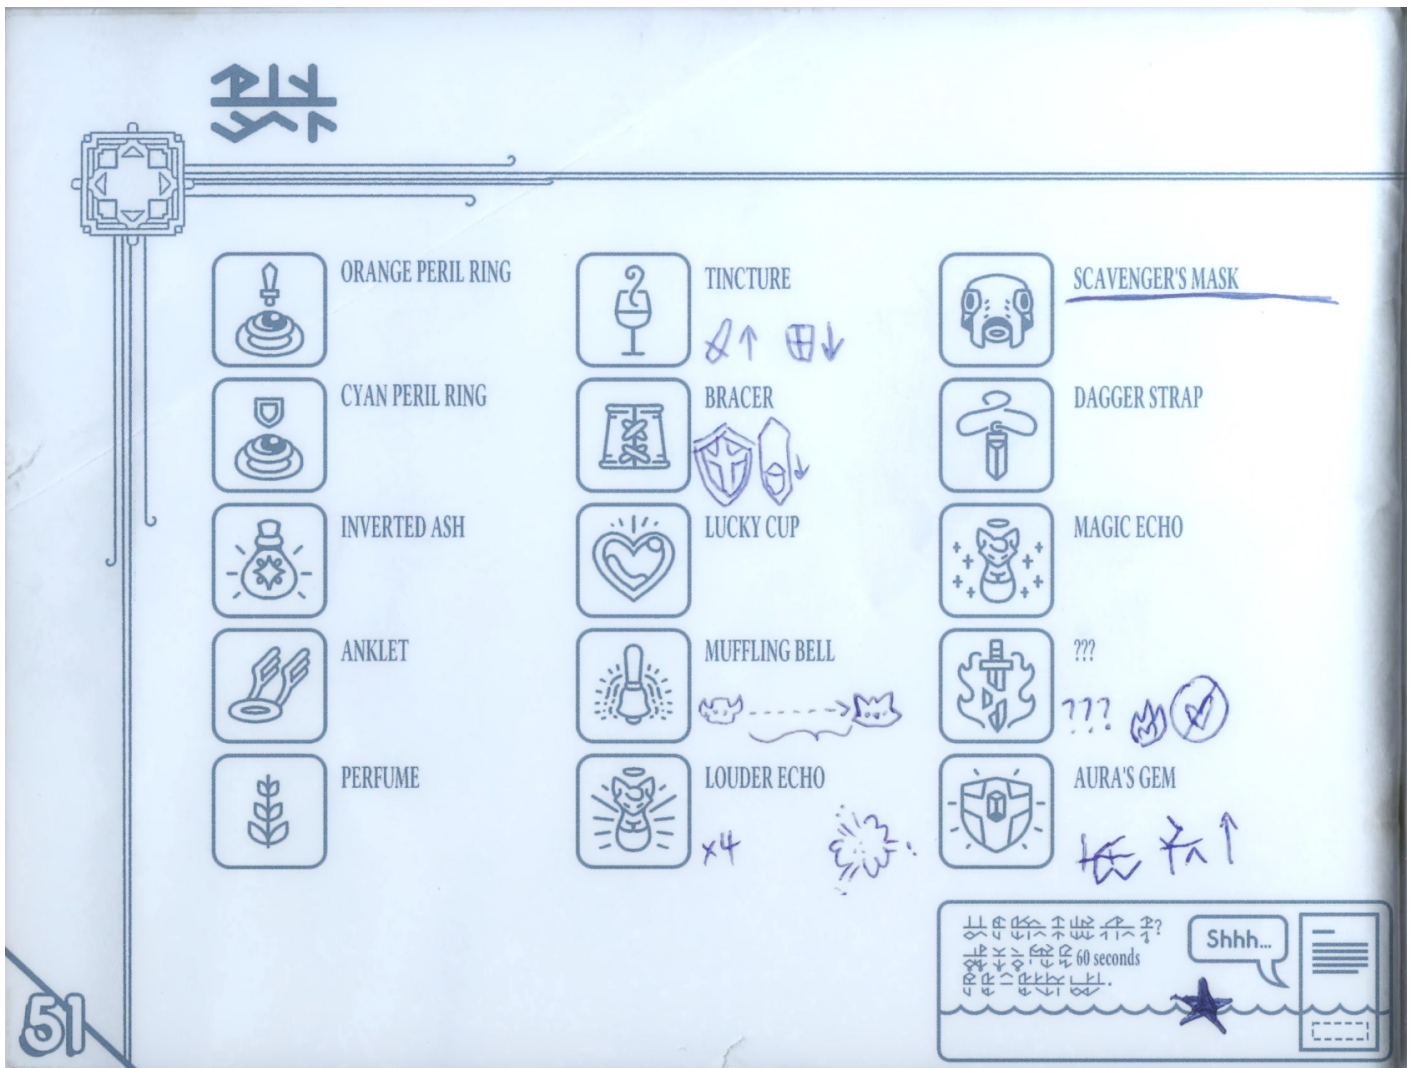 ORANGE PERIL RING
CYAN PERIL RING
INVERTED ASH
ANKLET
PERFUME
TINCTURE
BRACER
LUCKY CUP
MUFFLING BELL
LOUDER ECHO
x4
SCAVENGER'S MASK
DAGGER STRAP
MAGIC ECHO
???
???
AURA'S GEM
?
60 seconds
.
Shhh...
51